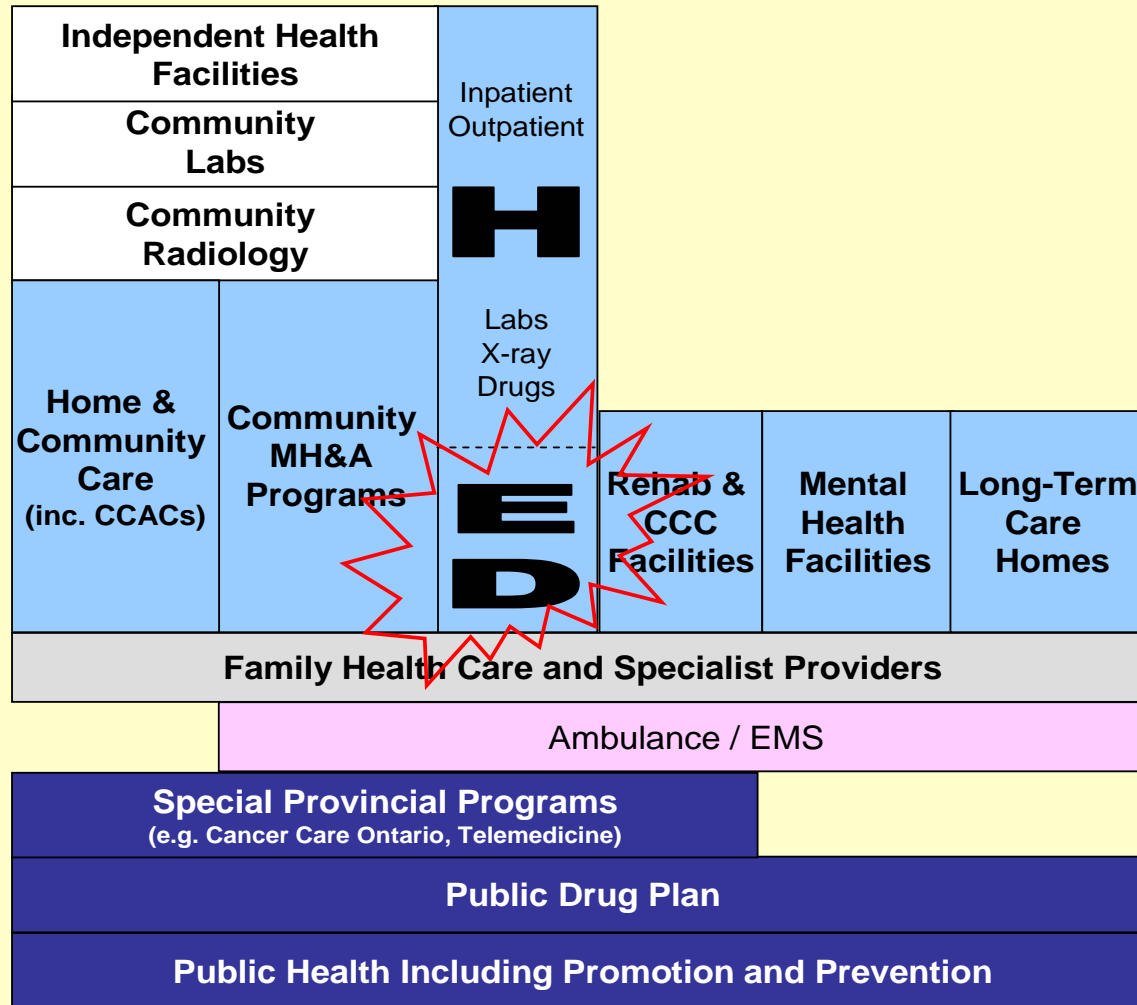 Independent Health
Facilities
Community
Labs
Community
Radiology
Inpatient
Outpatient
H
Labs
X-ray
Drugs
Home &
Community
Care
(inc. CCACs)
Community
MH&A
Programs
E
D
Rehab &
CCC
Facilities
Mental
Health
Facilities
Long-Term
Care
Homes
Family Health Care and Specialist Providers
Ambulance / EMS
Special Provincial Programs
(e.g. Cancer Care Ontario, Telemedicine)
Public Drug Plan
Public Health Including Promotion and Prevention